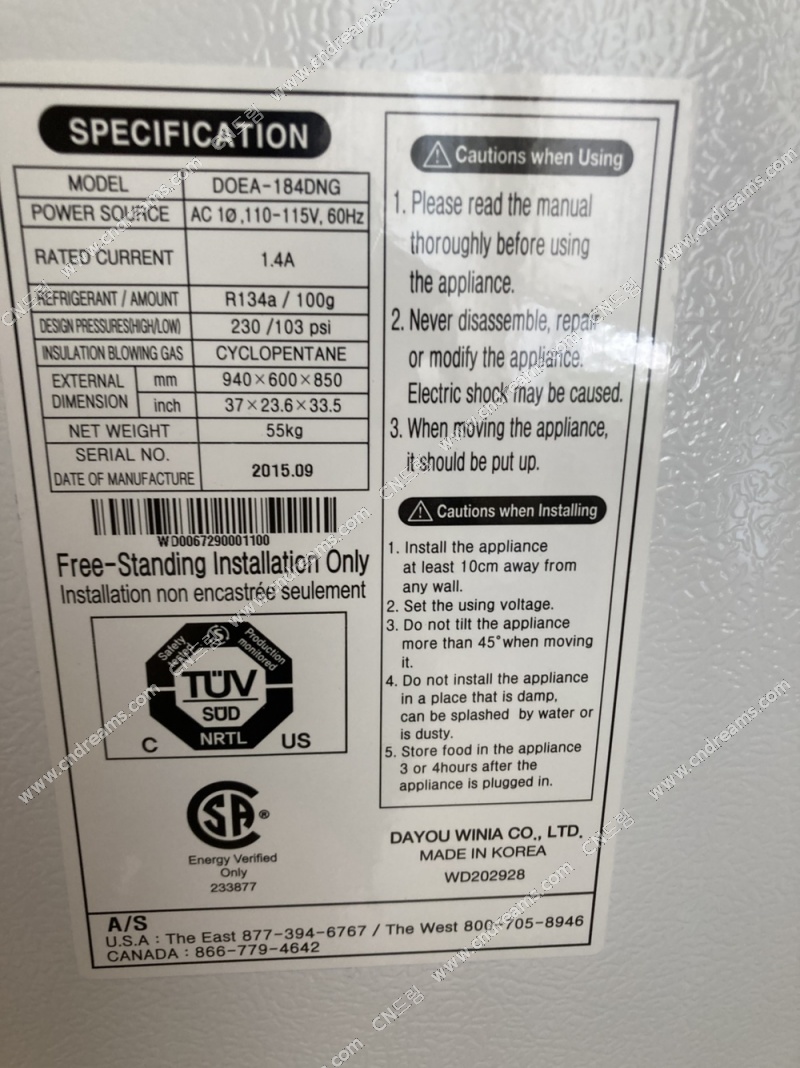 SPECIFICATION
MODEL DOEA-184DNG
POWER SOURCE AC 1Ø,110-115V, 60Hz
RATED CURRENT 1.4A
REFRIGERANT / AMOUNT R134a / 100g
DESIGN PRESSURES(HIGH/LOW) 230 /103 psi
INSULATION BLOWING GAS CYCLOPENTANE
EXTERNAL DIMENSION mm 940×600×850
inch 37×23.6×33.5
NET WEIGHT 55kg
SERIAL NO.
DATE OF MANUFACTURE 2015.09
WD0067290001100
Free-Standing Installation Only
Installation non encastrée seulement
Safety tested
Production monitored
TÜV
SÜD
NRTL
C US
CSA ®
Energy Verified
Only
233877
Cautions when Using
1. Please read the manual
thoroughly before using
the appliance.
2. Never disassemble, repair
or modify the appliance.
Electric shock may be caused.
3. When moving the appliance,
it should be put up.
Cautions when Installing
1. Install the appliance
at least 10cm away from
any wall.
2. Set the using voltage.
3. Do not tilt the appliance
more than 45° when moving
it.
4. Do not install the appliance
in a place that is damp,
can be splashed by water or
is dusty.
5. Store food in the appliance
3 or 4hours after the
appliance is plugged in.
DAYOU WINIA CO., LTD.
MADE IN KOREA
WD202928
A/S
U.S.A : The East 877-394-6767 / The West 800-705-8946
CANADA : 866-779-4642
www.cndreams.com
CN드림